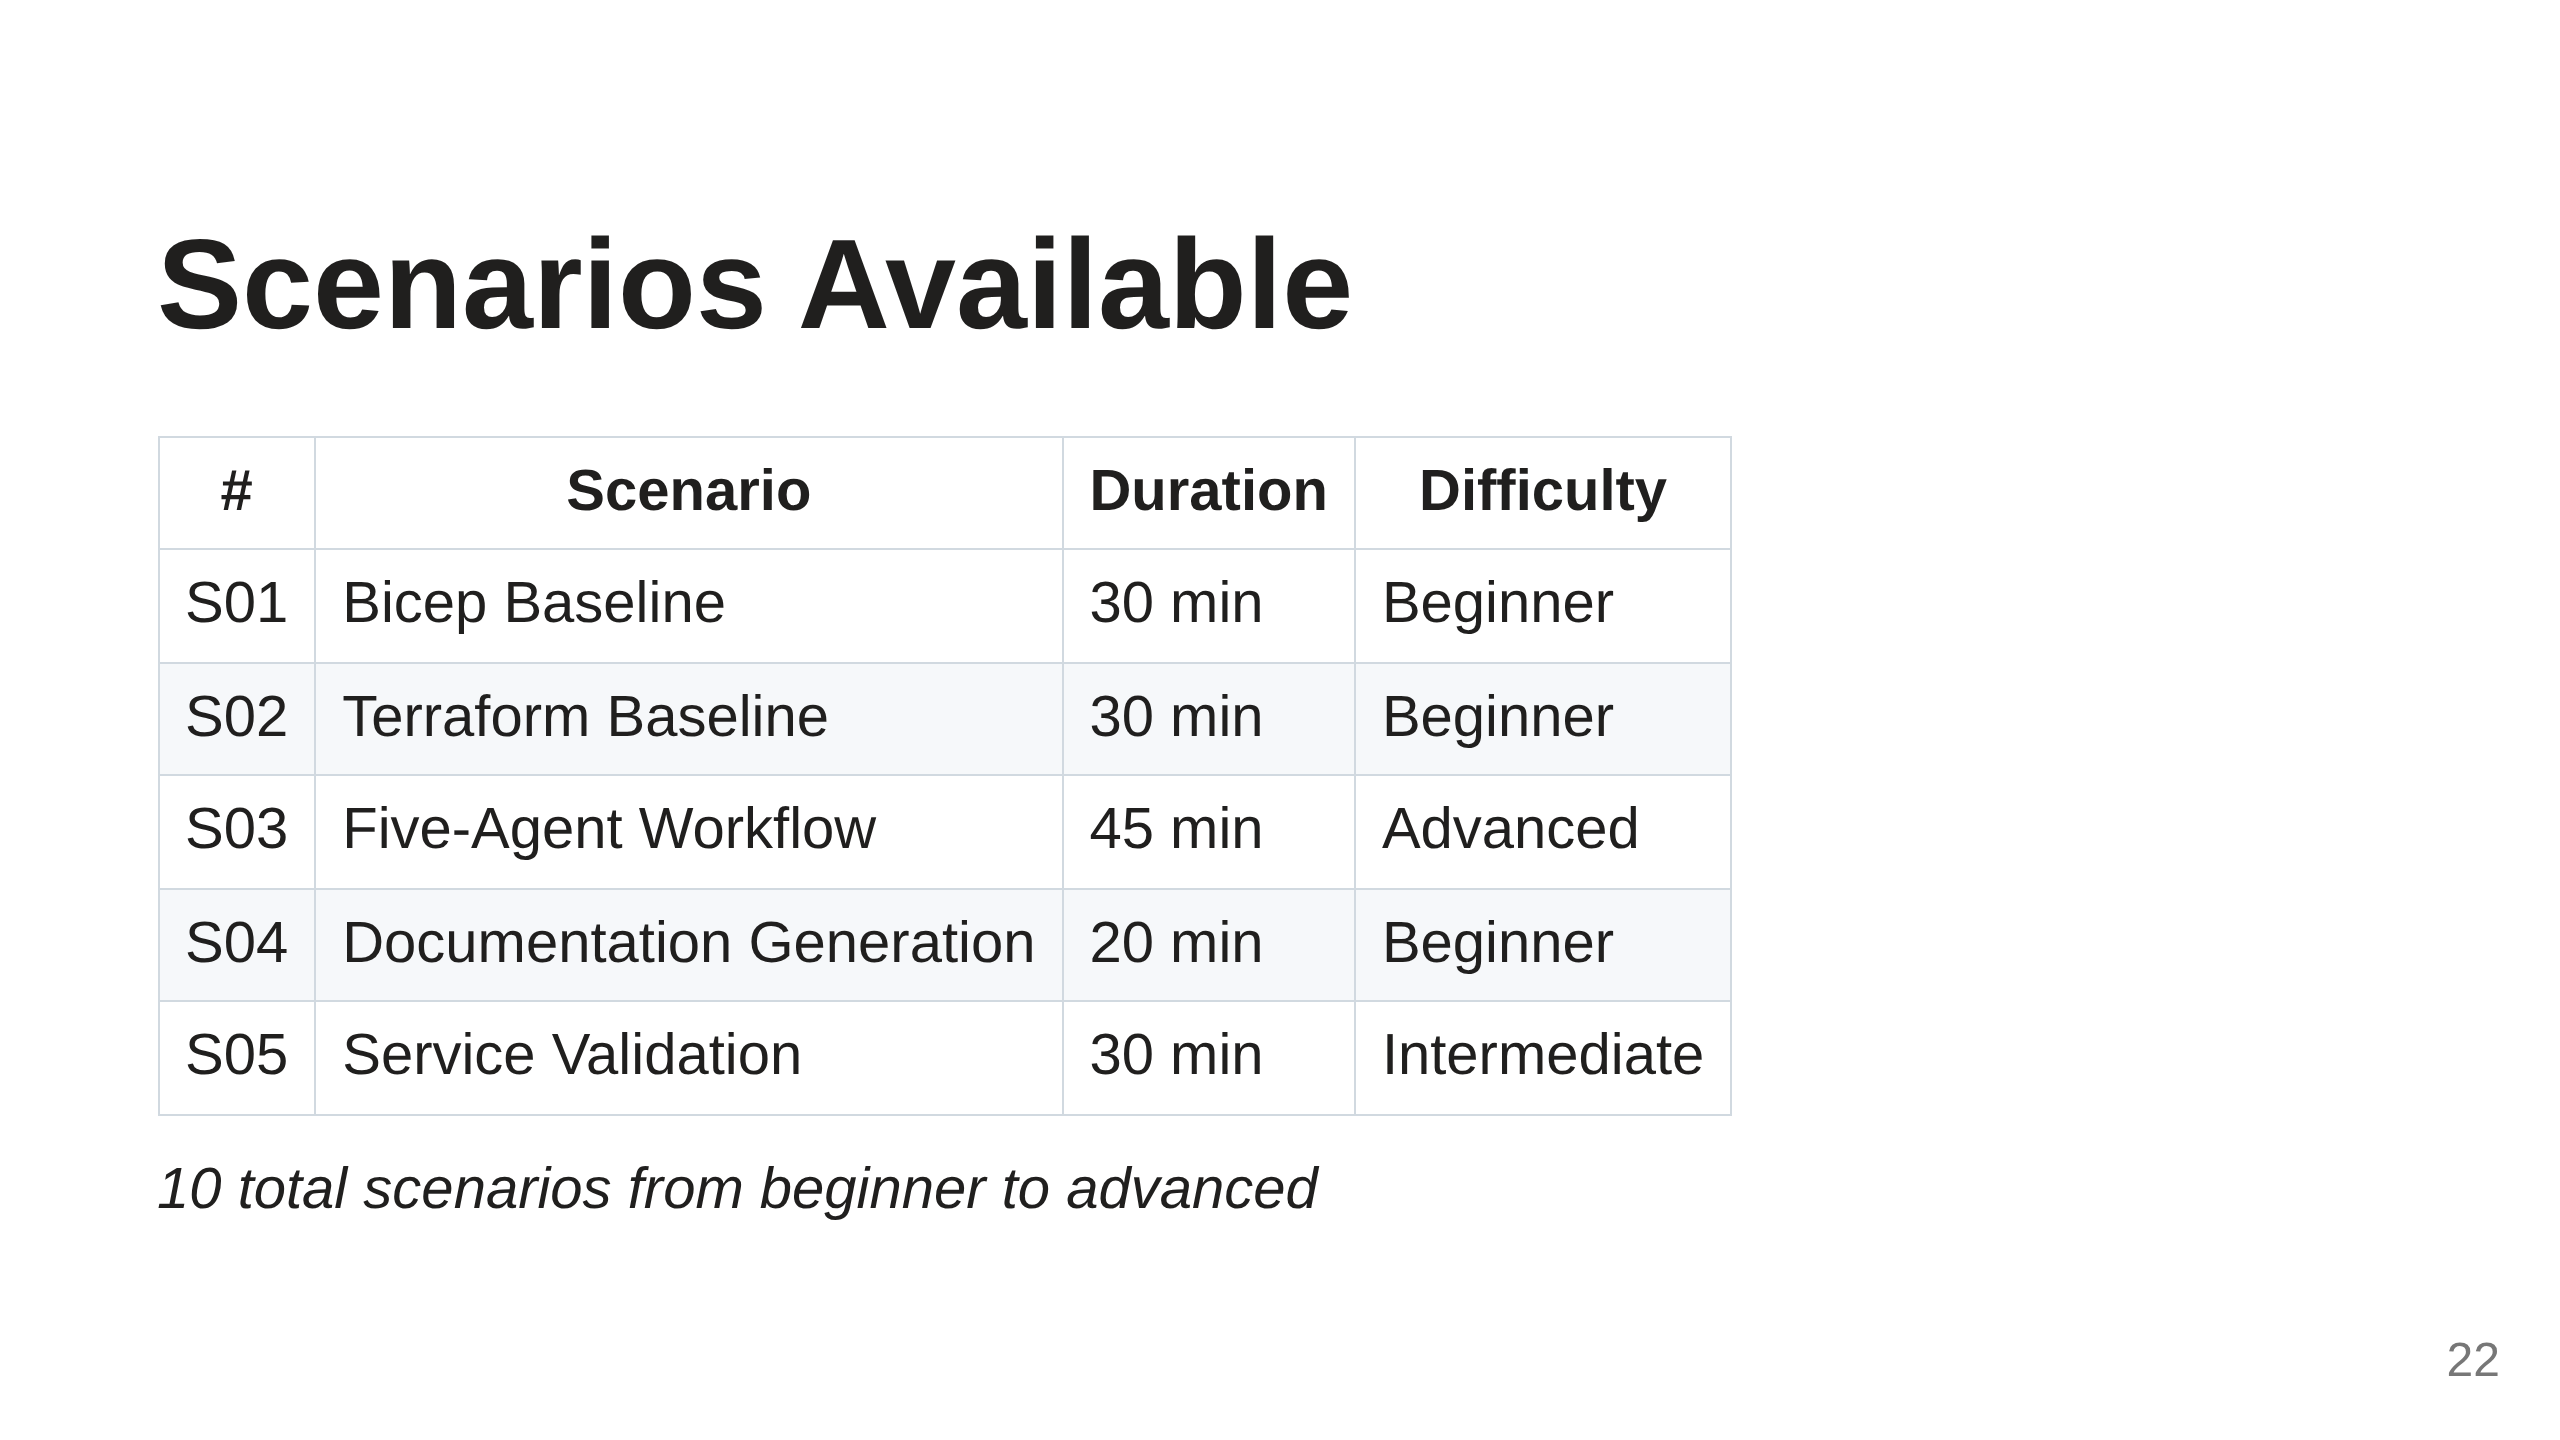 Scenarios Available
# Scenario Duration Difficulty
S01 Bicep Baseline 30 min Beginner
S02 Terraform Baseline 30 min Beginner
S03 Five-Agent Workflow 45 min Advanced
S04 Documentation Generation 20 min Beginner
S05 Service Validation 30 min Intermediate
10 total scenarios from beginner to advanced
22